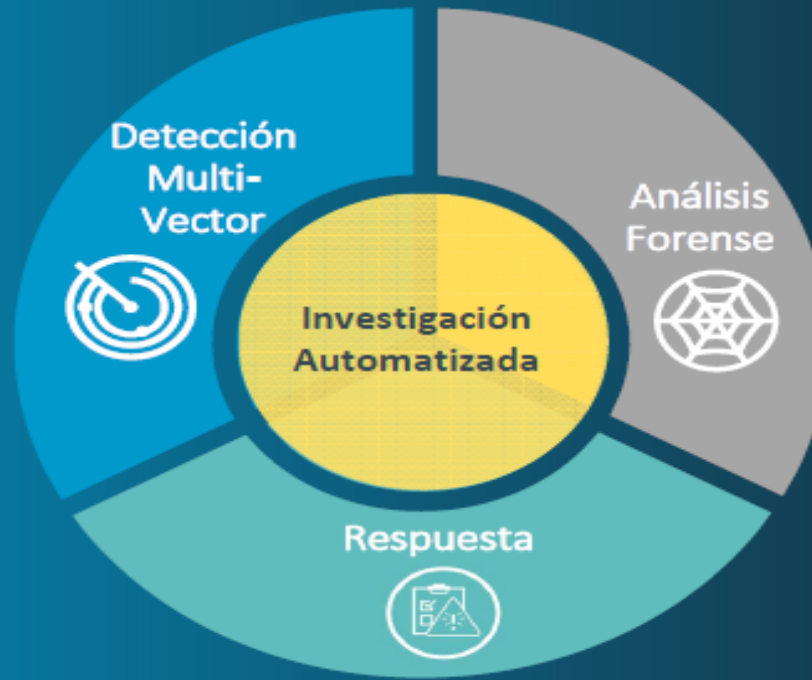 Detección
Multi-
Vector
Análisis
Forense
Investigación
Automatizada
Respuesta